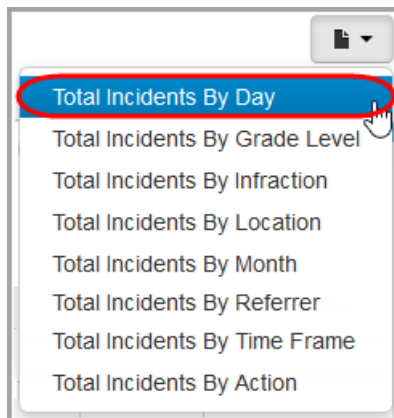 Total Incidents By Day
Total Incidents By Grade Level
Total Incidents By Infraction
Total Incidents By Location
Total Incidents By Month
Total Incidents By Referrer
Total Incidents By Time Frame
Total Incidents By Action